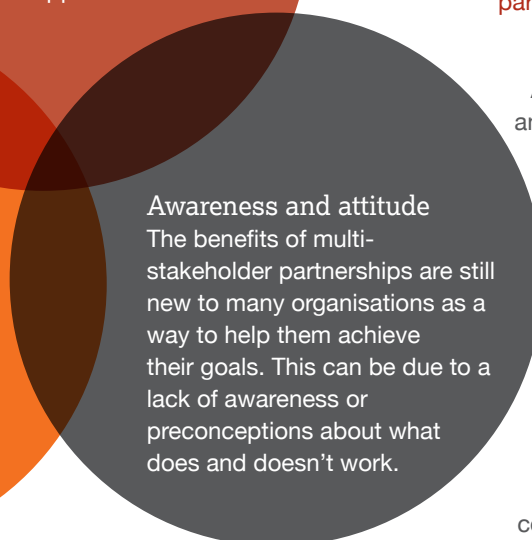 Awareness and attitude
The benefits of multi-
stakeholder partnerships are still
new to many organisations as a
way to help them achieve
their goals. This can be due to a
lack of awareness or
preconceptions about what
does and doesn't work.